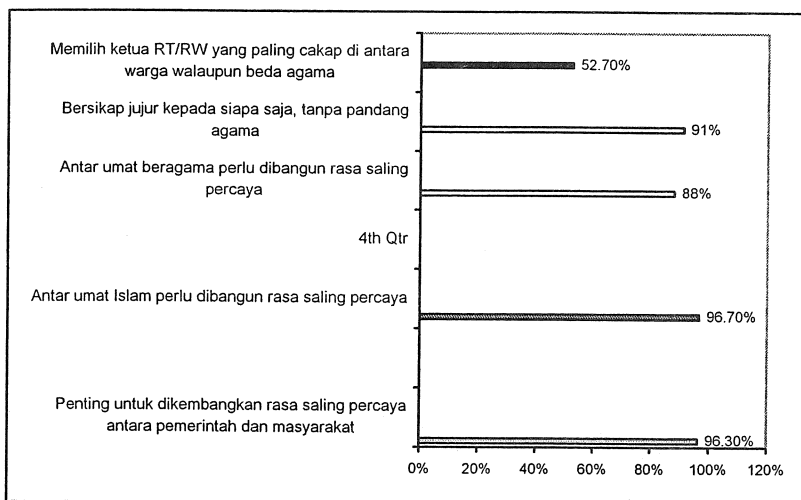 Memilih ketua RT/RW yang paling cakap di antara
warga walaupun beda agama
52.70%
Bersikap jujur kepada siapa saja, tanpa pandang
agama
91%
Antar umat beragama perlu dibangun rasa saling
percaya
88%
4th Qtr
Antar umat Islam perlu dibangun rasa saling percaya
96.70%
Penting untuk dikembangkan rasa saling percaya
antara pemerintah dan masyarakat
96.30%
0% 20% 40% 60% 80% 100% 120%